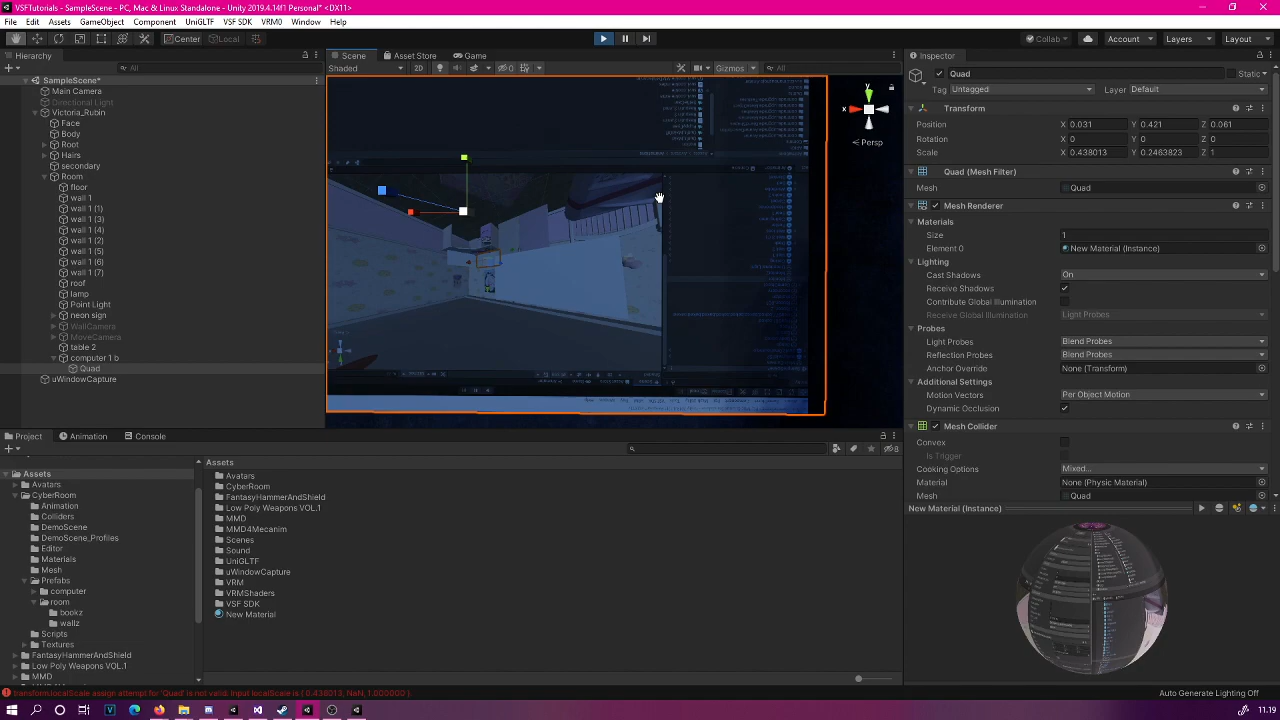 VSFTutorials - SampleScene - PC, Mac & Linux Standalone - Unity 2019.4.14f1 Personal* <DX11>
File Edit Assets GameObject Component UniGLTF VSF SDK VRM0 Window Help
Center Local Collab Account Layers Layout
Hierarchy Scene Asset Store Game Inspector
All Shaded 2D 0 Gizmos All
SampleScene*
Main Camera
Directional Light
Body
Root
Hairs
secondary
Room
floor
wall 1
wall 1 (1)
wall 1 (3)
wall 1 (4)
wall 1 (2)
wall 1 (5)
wall 1 (6)
wall 1 (7)
roof
lamp
Point Light
neon sign
WallCamera
MoveCamera
table 2
computer 1 b
Quad
uWindowCapture
y
x
Persp
Quad Static
Tag Untagged Layer Default
Transform
Position X 0.031 Y 1.421 Z
Rotation X 0 Y 0 Z 0
Scale X 0.4380131 Y 0.2463823 Z 1
Quad (Mesh Filter)
Mesh Quad
Mesh Renderer
Materials
Size 1
Element 0 New Material (Instance)
Lighting
Cast Shadows On
Receive Shadows
Contribute Global Illumination
Receive Global Illumination Light Probes
Probes
Light Probes Blend Probes
Reflection Probes Blend Probes
Anchor Override None (Transform)
Additional Settings
Motion Vectors Per Object Motion
Dynamic Occlusion
Mesh Collider
Convex
Is Trigger
Cooking Options Mixed...
Material None (Physic Material)
Mesh Quad
New Material (Instance)
Project Animation Console
8
Assets
Avatars
CyberRoom
Animation
Colliders
DemoScene
DemoScene_Profiles
Editor
Materials
Mesh
Prefabs
computer
room
bookz
wallz
Scripts
Textures
FantasyHammerAndShield
Low Poly Weapons VOL.1
MMD
Assets
Avatars
CyberRoom
FantasyHammerAndShield
Low Poly Weapons VOL.1
MMD
MMD4Mecanim
Scenes
Sound
UniGLTF
uWindowCapture
VRM
VRMShaders
VSF SDK
New Material
transform.localScale assign attempt for 'Quad' is not valid. Input localScale is { 0.438013, NaN, 1.000000 }.
Auto Generate Lighting Off
11.19